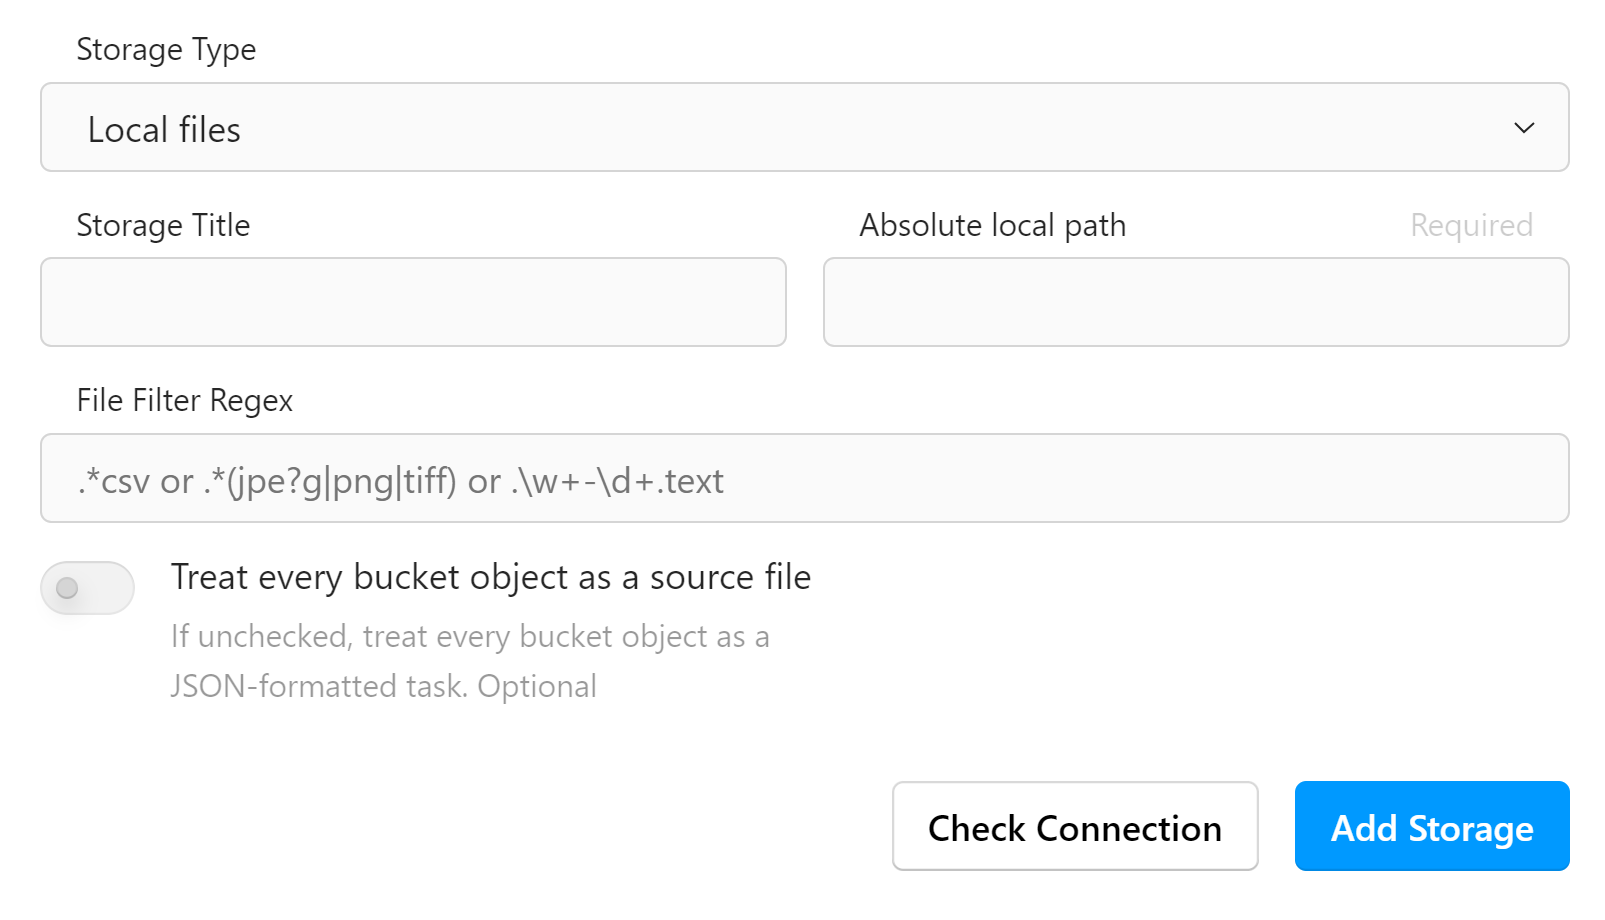 Storage Type
Local files
Storage Title
Absolute local path Required
File Filter Regex
.*csv or .*(jpe?g|png|tiff) or .\w+-\d+.text
Treat every bucket object as a source file
If unchecked, treat every bucket object as a
JSON-formatted task. Optional
Check Connection
Add Storage